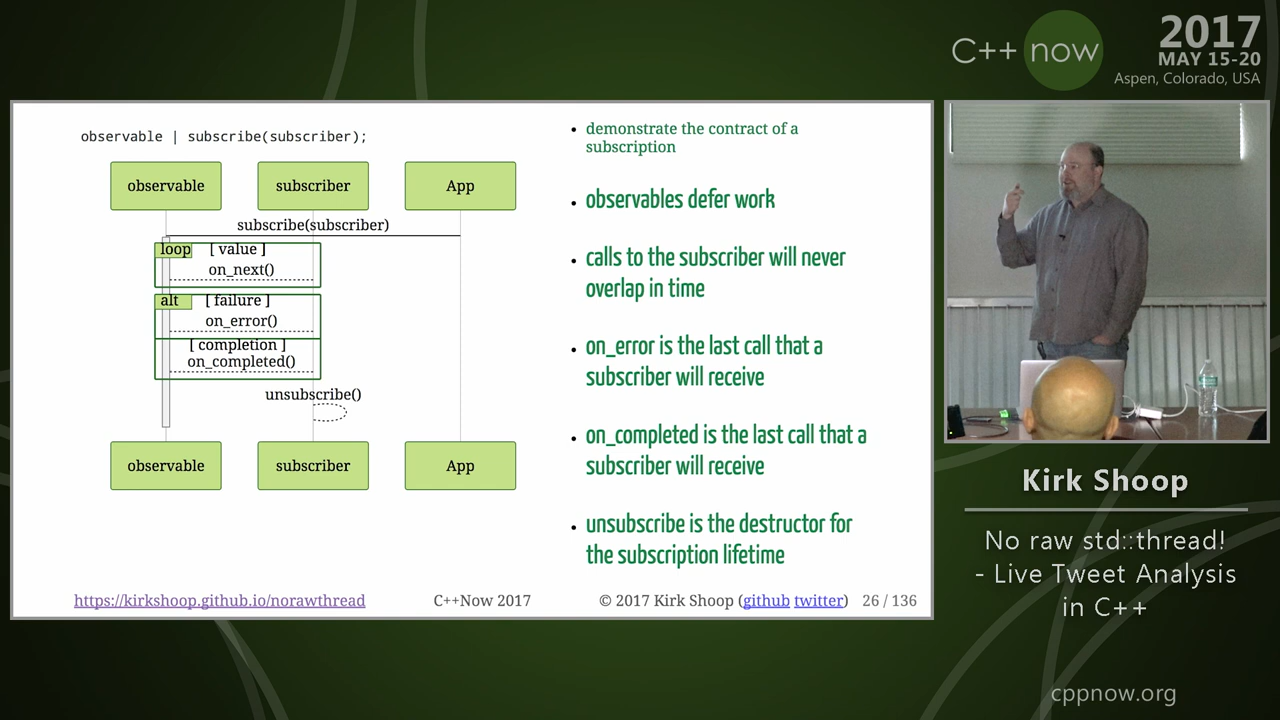 C++ now
2017
MAY 15-20
Aspen, Colorado, USA
observable | subscribe(subscriber);
observable
subscriber
App
subscribe(subscriber)
loop [ value ]
on_next()
alt [ failure ]
on_error()
[ completion ]
on_completed()
unsubscribe()
observable
subscriber
App
• demonstrate the contract of a
subscription
• observables defer work
• calls to the subscriber will never
overlap in time
• on_error is the last call that a
subscriber will receive
• on_completed is the last call that a
subscriber will receive
• unsubscribe is the destructor for
the subscription lifetime
https://kirkshoop.github.io/norawthread
C++Now 2017
© 2017 Kirk Shoop (github twitter)
26 / 136
Kirk Shoop
No raw std::thread!
- Live Tweet Analysis
in C++
cppnow.org